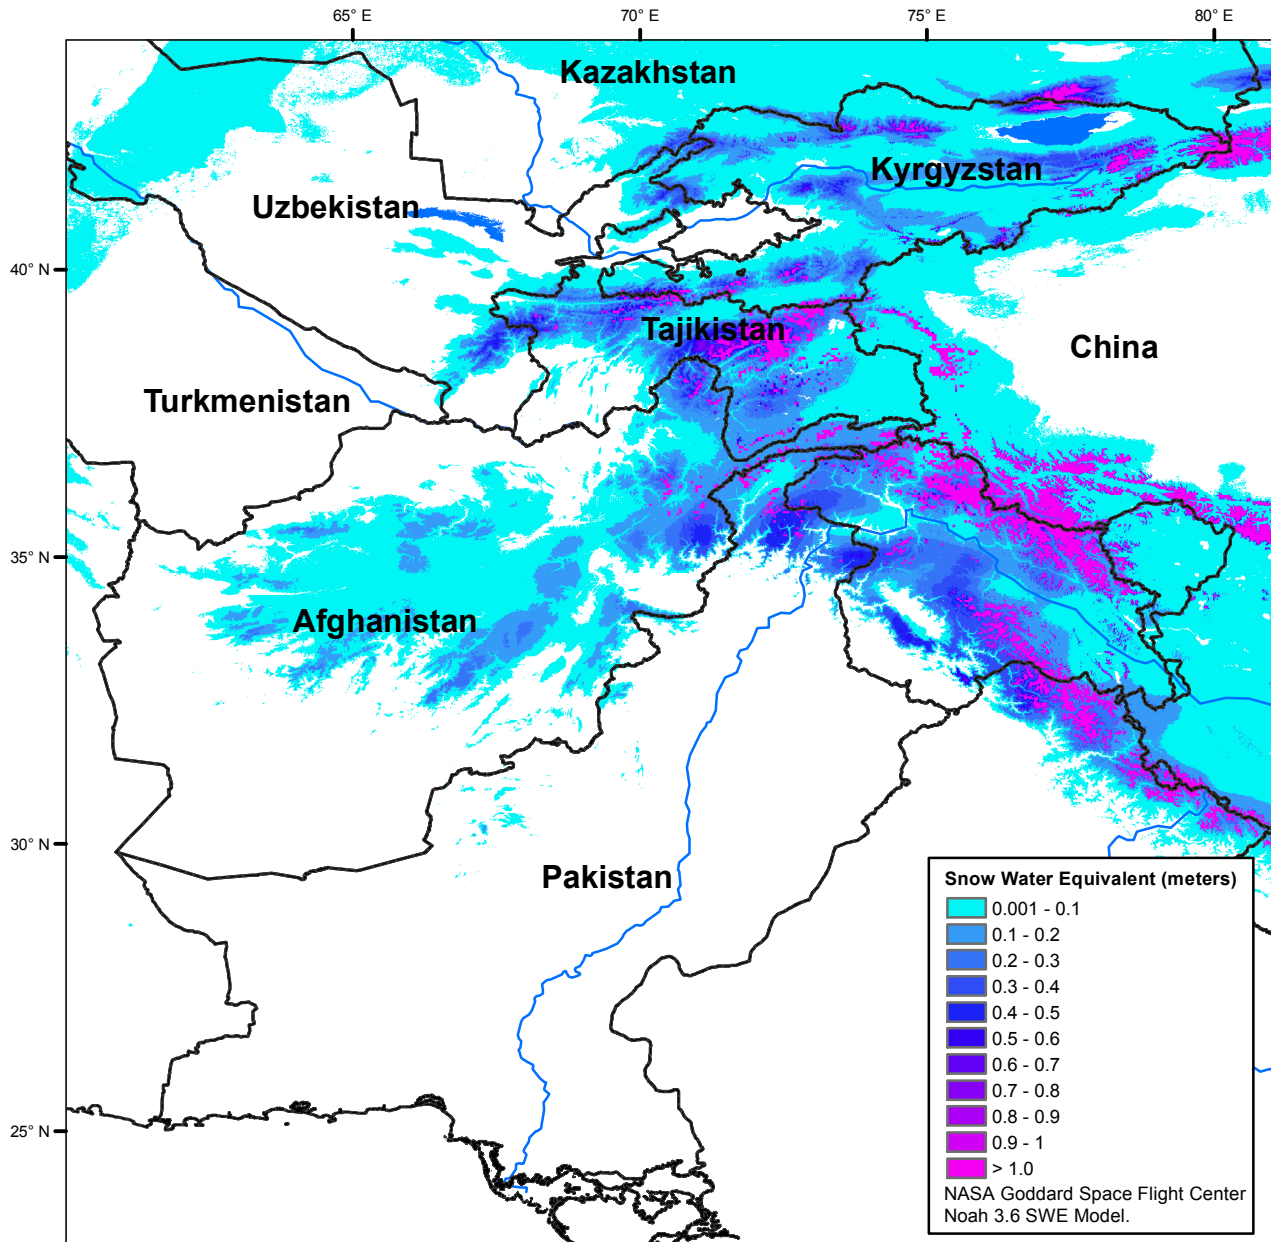 65° E
70° E
75° E
80° E
Kazakhstan
Kyrgyzstan
Uzbekistan
40° N
Tajikistan
China
Turkmenistan
35° N
Afghanistan
30° N
Pakistan
25° N
Snow Water Equivalent (meters)
0.001 - 0.1
0.1 - 0.2
0.2 - 0.3
0.3 - 0.4
0.4 - 0.5
0.5 - 0.6
0.6 - 0.7
0.7 - 0.8
0.8 - 0.9
0.9 - 1
> 1.0
NASA Goddard Space Flight Center
Noah 3.6 SWE Model.